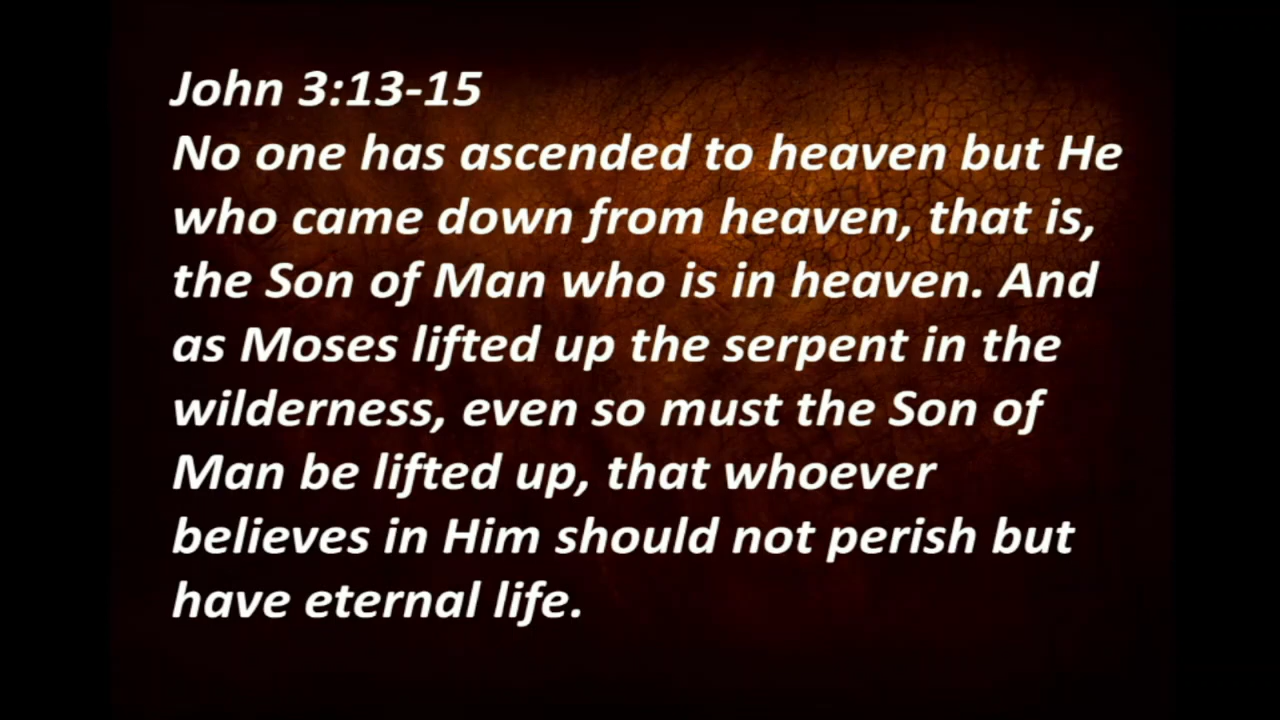 John 3:13-15
No one has ascended to heaven but He
who came down from heaven, that is,
the Son of Man who is in heaven. And
as Moses lifted up the serpent in the
wilderness, even so must the Son of
Man be lifted up, that whoever
believes in Him should not perish but
have eternal life.